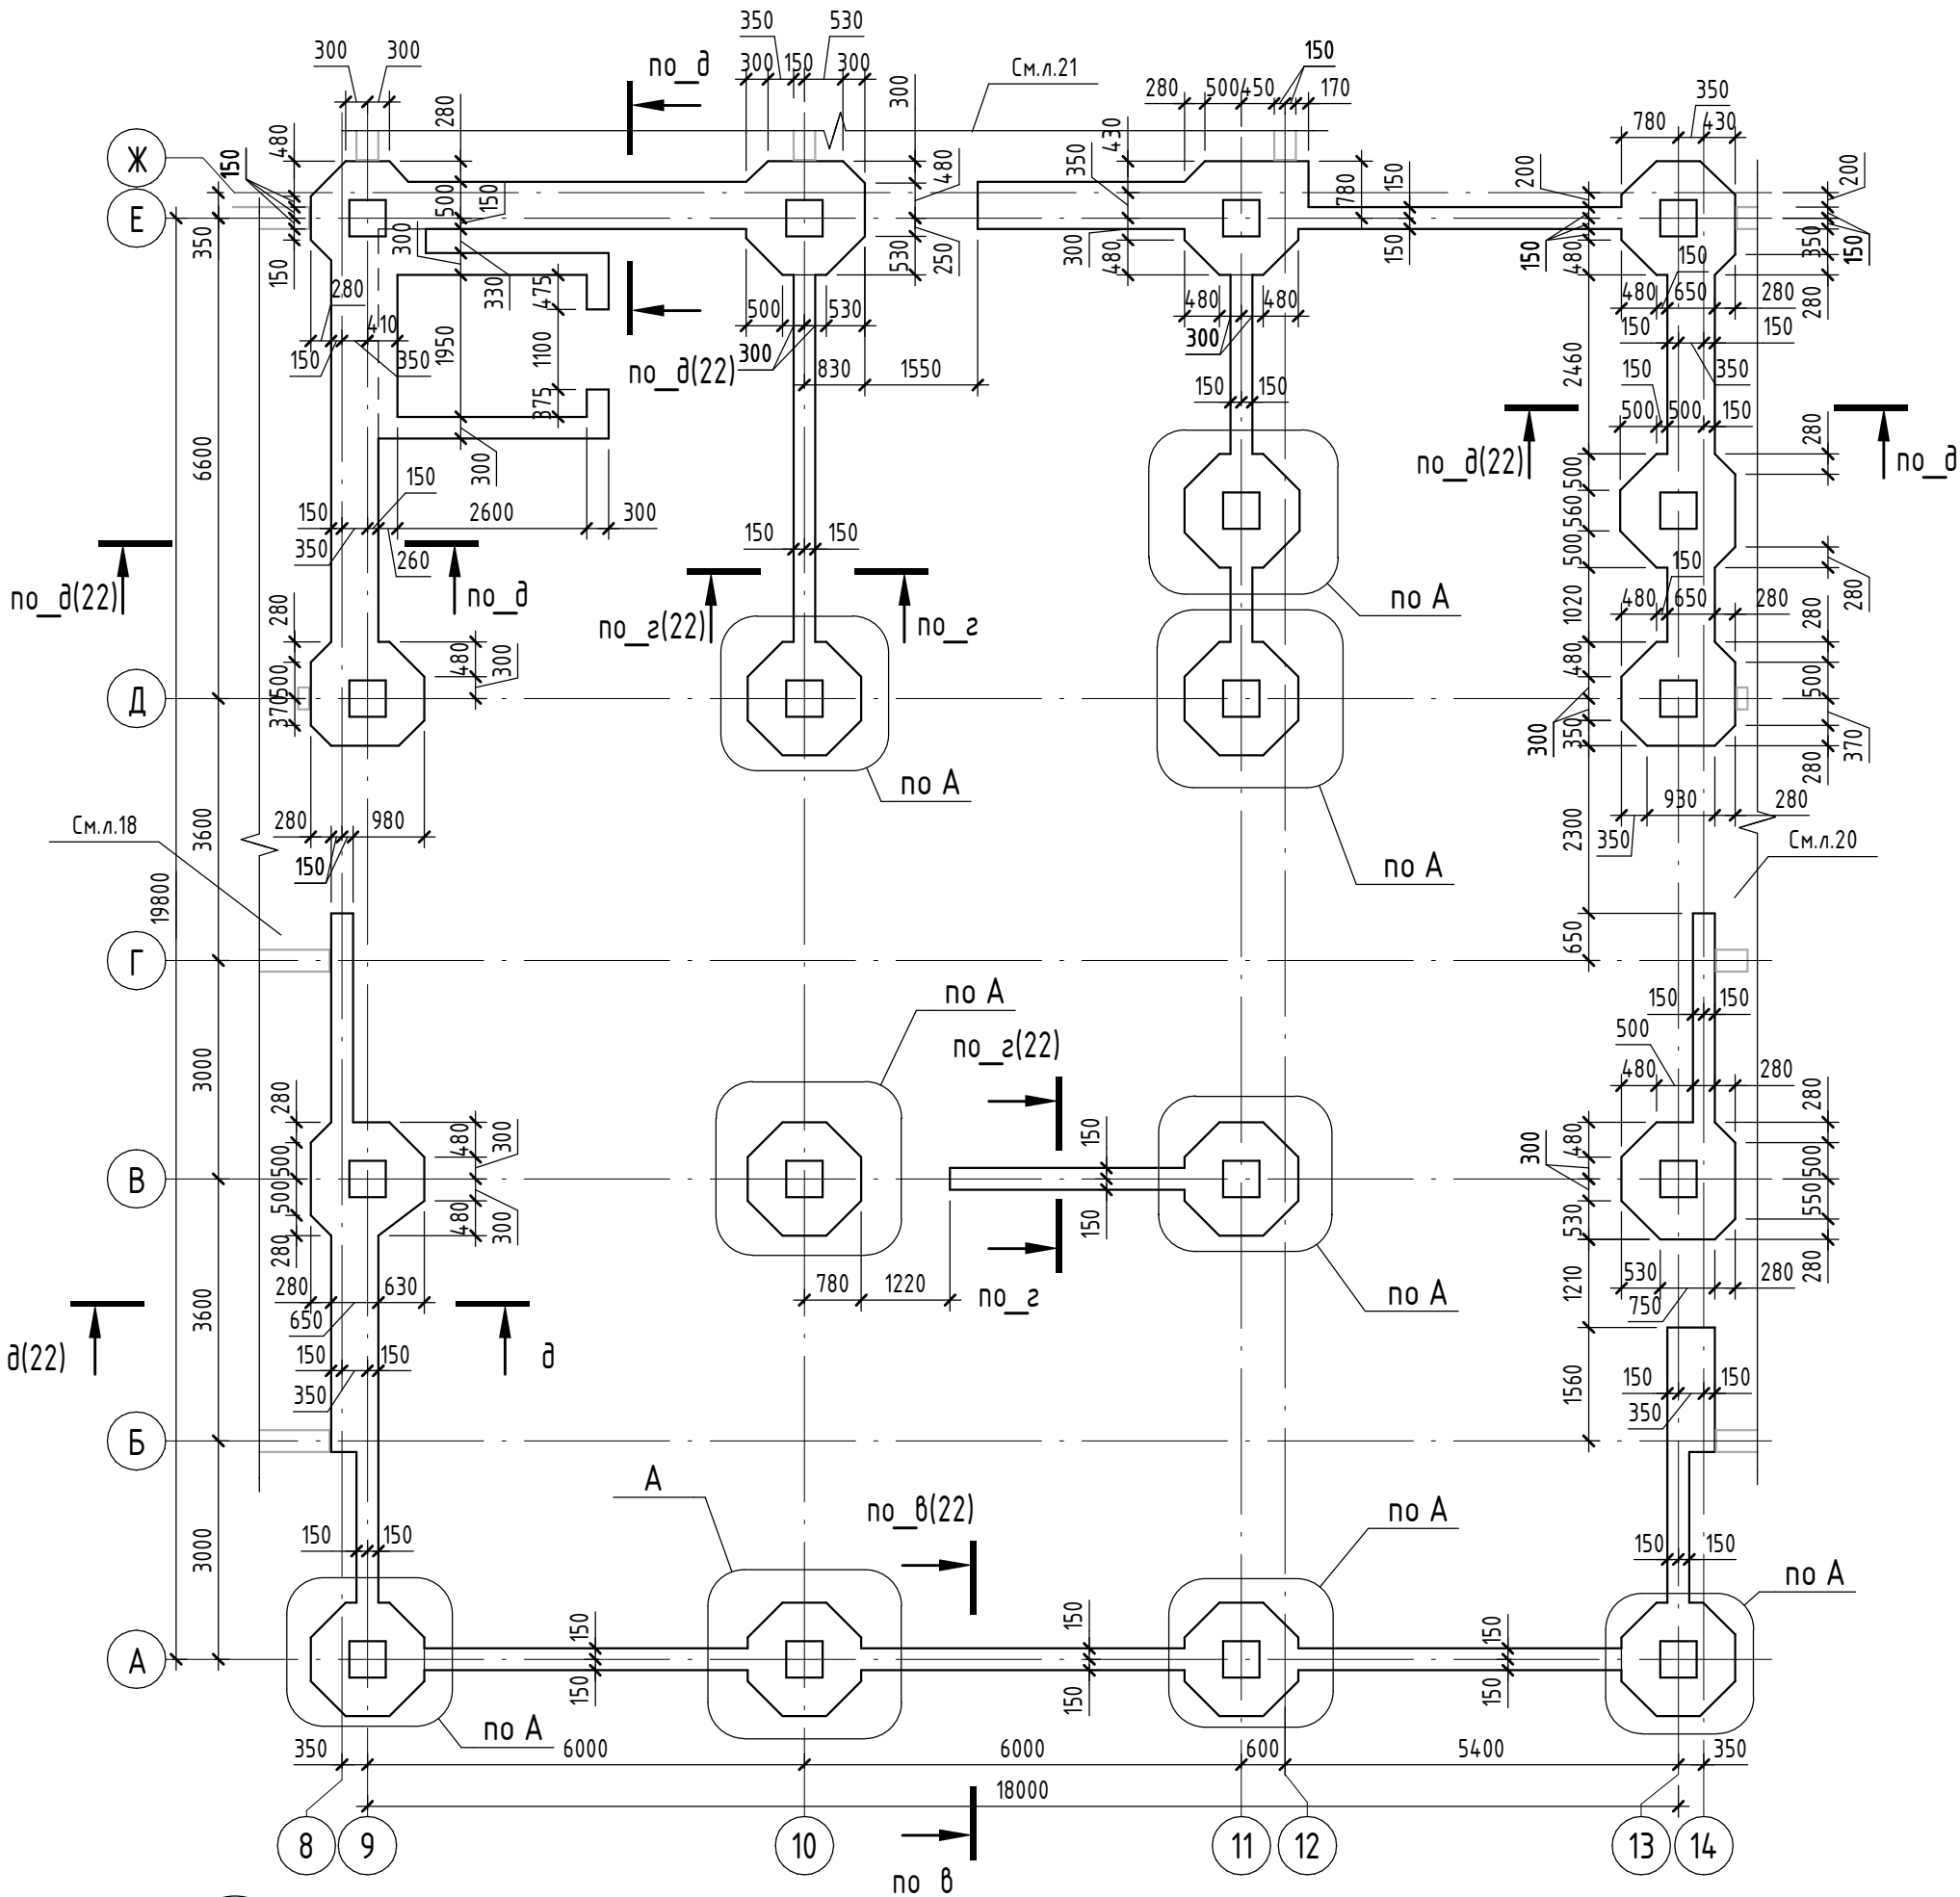 350 530
300 300 по_д 300 150 300 См.л.21 150
280 500 450 170 350
780 430
280 300 430
Ж 480 150 350 480 780 150 200 200
Е 500 150
350 300 530 250 300 480 150 150 480 150 350 150
150 280 330 475 480 650 280 280
410 500 530 480 480 150 150
150 350 1950 1100 по_д(22) 300 300 2460
830 1550 150 350
375 150 150 500 500 150 280
6600 300 по_д(22) по_д
150 150 2600 300 500 560 500
350 260 150 150 150
по_д(22) по_д по_г(22) по_г по А 1020 480 650 280 280
280 480 300 280
Д 370 500 480 300 350 500 370
по А 280
280 980 350 930 280
См.л.18 150 по А 2300 См.л.20
3600
19800
Г 650
по А 150 150
3000 по_г(22) 500
480 280
280 480 300 150 280
В 500 500 300 480 500 550
280 480 300 150 530 280
280 630 780 1220 по_г по А 530 280
650 1210 750
3600
д(22) д
150 150 1560 150 150
350 350
Б
А по_в(22) по А
3000 150 150 150 150 по А
150 150 150
А
150 150 150
по А
350 6000 6000 600 5400 350
18000
8 9 10 11 12 13 14
по в